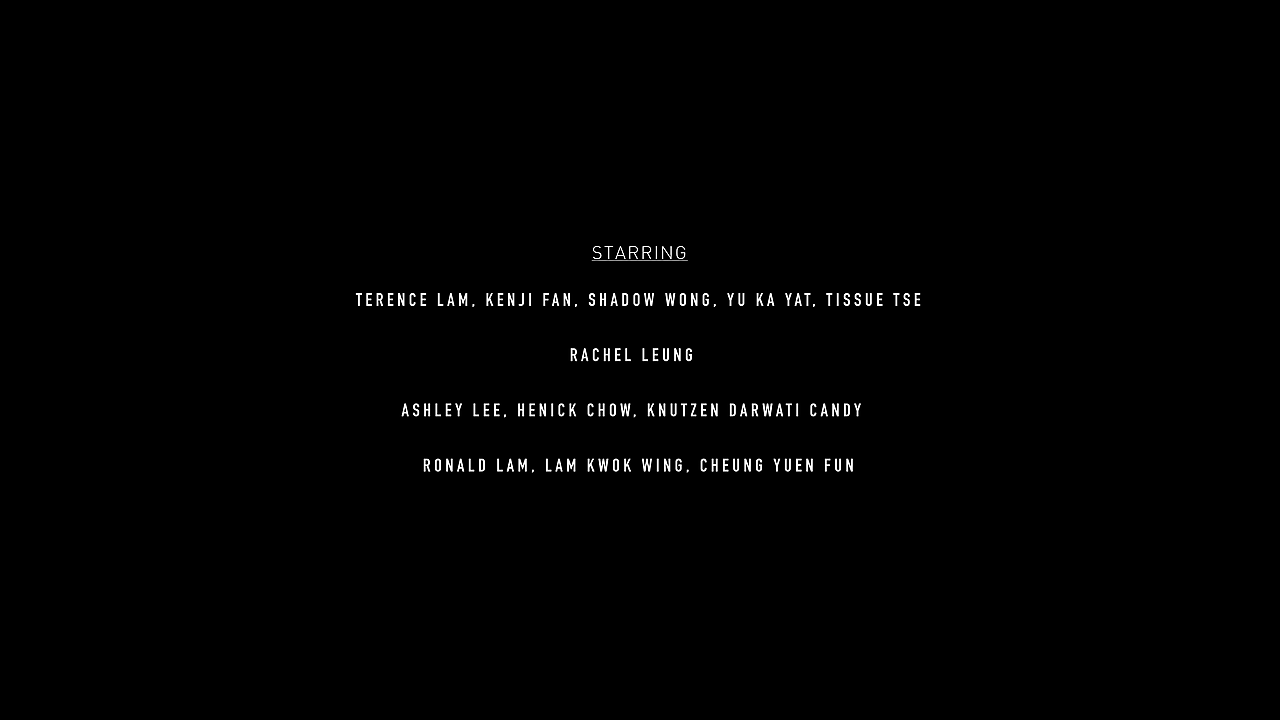 STARRING
TERENCE LAM, KENJI FAN, SHADOW WONG, YU KA YAT, TISSUE TSE
RACHEL LEUNG
ASHLEY LEE, HENICK CHOW, KNUTZEN DARWATI CANDY
RONALD LAM, LAM KWOK WING, CHEUNG YUEN FUN